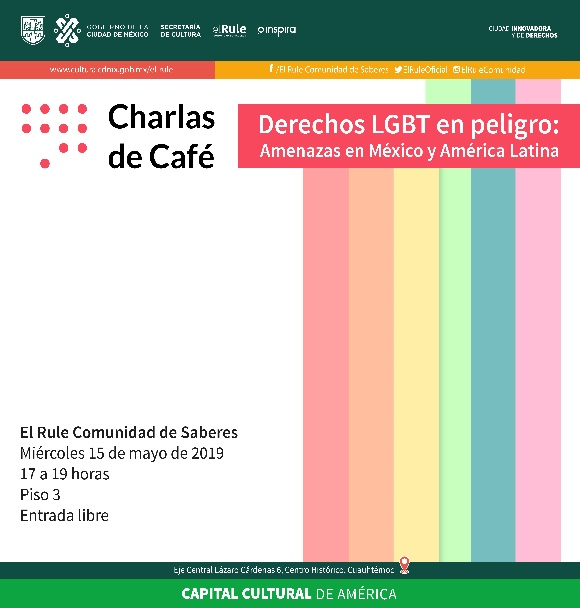 GOBIERNO DE LA
CIUDAD DE MÉXICO
SECRETARÍA
DE CULTURA
elRule
inspira
CIUDAD INNOVADORA
Y DE DERECHOS
www.cultura.cdmx.gob.mx/el-rule
/El Rule Comunidad de Saberes
ElRuleOficial
ElRuleComunidad
Charlas
de Café
Derechos LGBT en peligro:
Amenazas en México y América Latina
El Rule Comunidad de Saberes
Miércoles 15 de mayo de 2019
17 a 19 horas
Piso 3
Entrada libre
Eje Central Lázaro Cárdenas 6, Centro Histórico, Cuauhtémoc
CAPITAL CULTURAL DE AMÉRICA